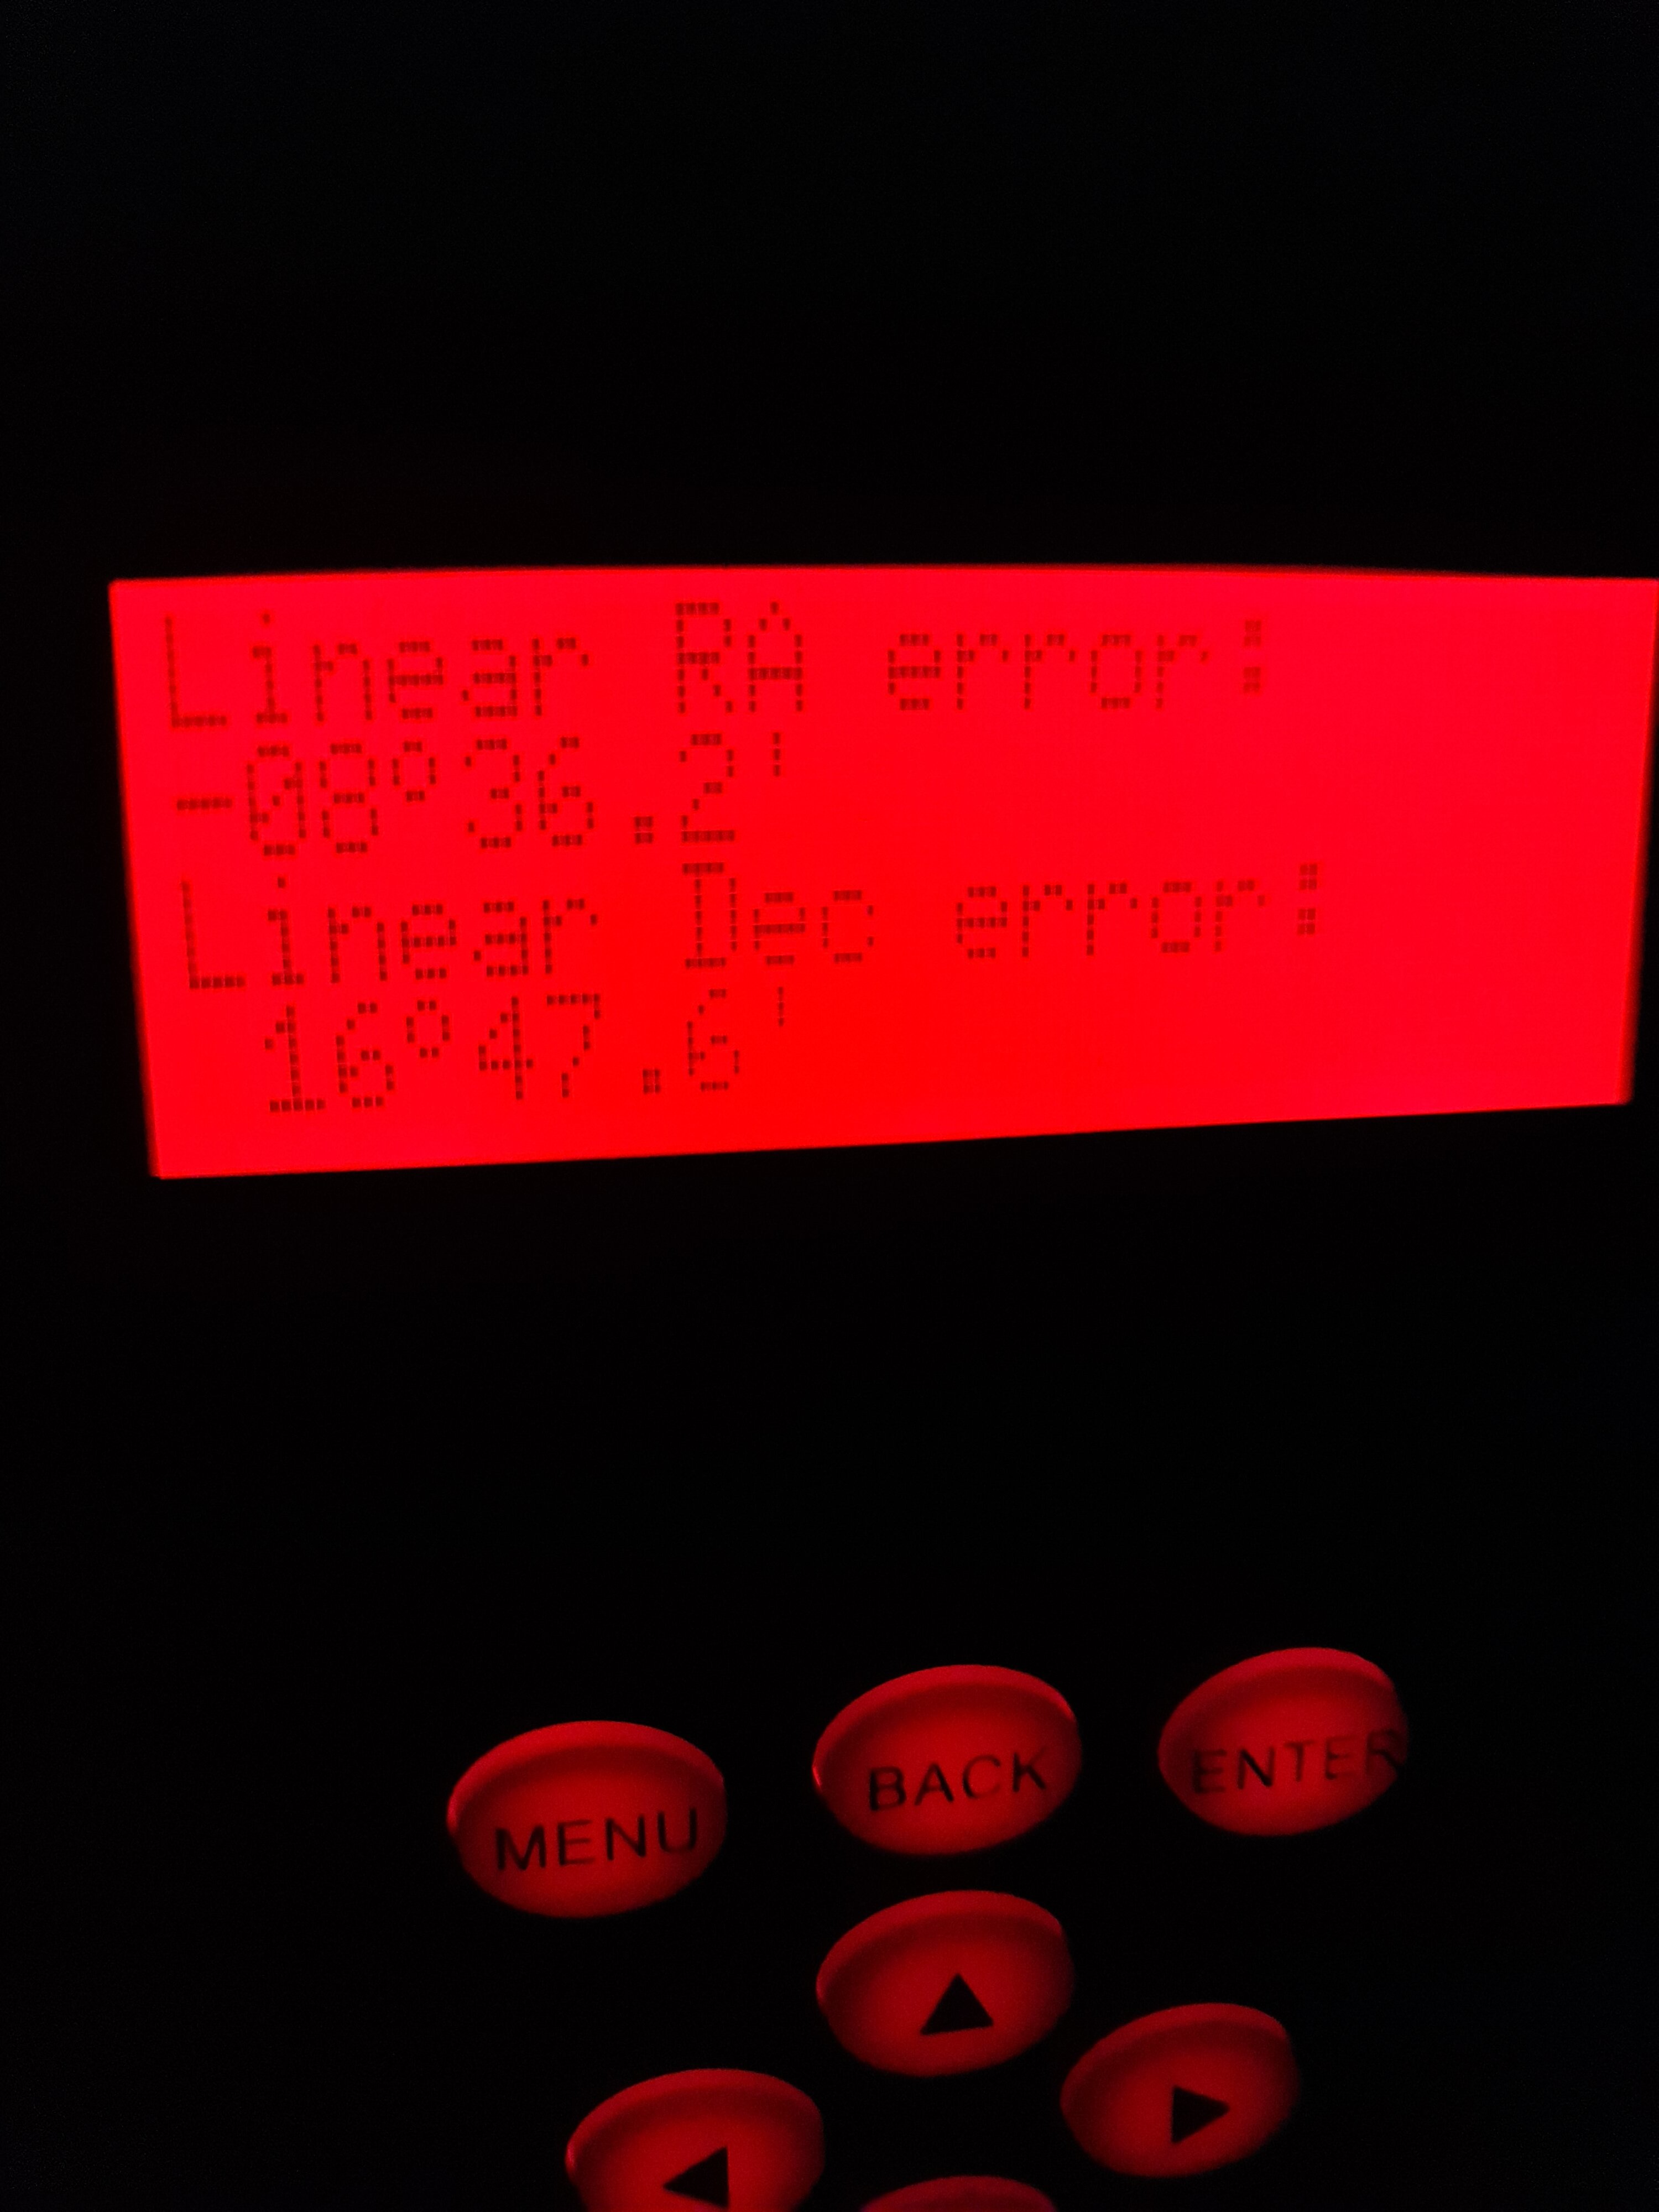 Linear RA error:
-08°36.2'
Linear Dec error:
16°47.6'
MENU
BACK
ENTER